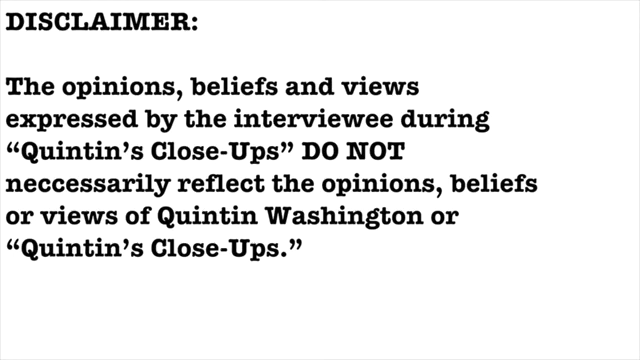 DISCLAIMER:
The opinions, beliefs and views
expressed by the interviewee during
“Quintin’s Close-Ups” DO NOT
neccessarily reflect the opinions, beliefs
or views of Quintin Washington or
“Quintin’s Close-Ups.”